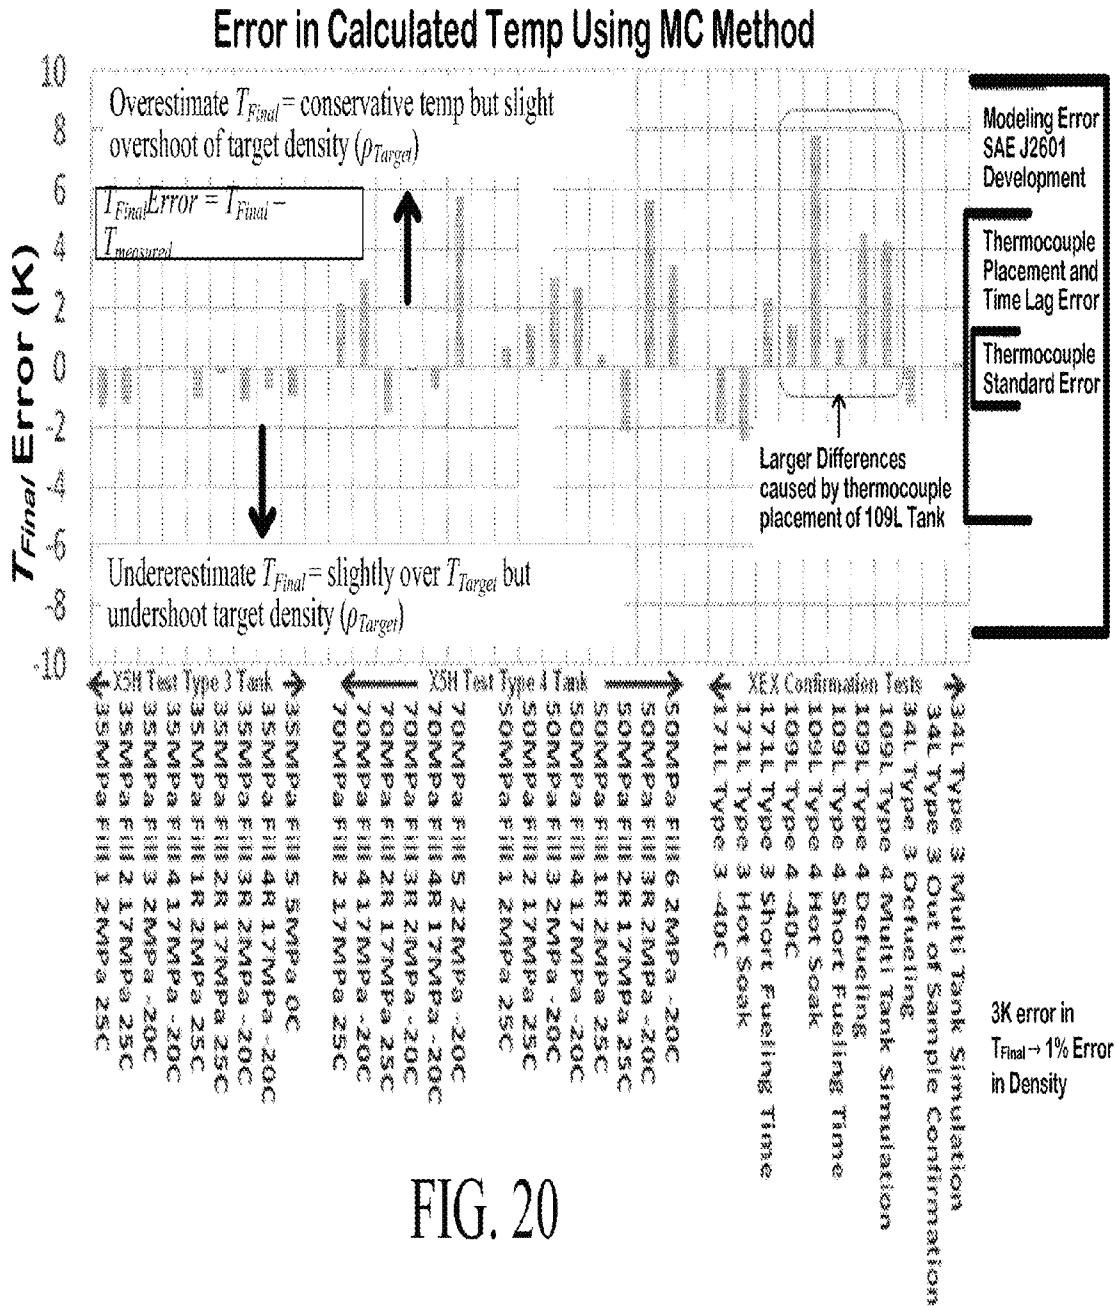 Error in Calculated Temp Using MC Method
T_Final Error (K)
10
8
6
4
2
0
-2
-4
-6
-8
-10
Overestimate T_Final = conservative temp but slight
overshoot of target density (ρ_Target)
T_Final Error = T_Final –
T_measured
Undererestimate T_Final = slightly over T_Target but
undershoot target density (ρ_Target)
Larger Differences
caused by thermocouple
placement of 109L Tank
Modeling Error
SAE J2601
Development
Thermocouple
Placement and
Time Lag Error
Thermocouple
Standard Error
X5H Test Type 3 Tank
X5H Test Type 4 Tank
XEX Confirmation Tests
35MPa Fill 1 2MPa 25C
35MPa Fill 2 17MPa 25C
35MPa Fill 3 2MPa -20C
35MPa Fill 4 17MPa -20C
35MPa Fill 1R 2MPa 25C
35MPa Fill 2R 17MPa 25C
35MPa Fill 3R 2MPa -20C
35MPa Fill 4R 17MPa -20C
35MPa Fill 5 5MPa 0C
70MPa Fill 2 17MPa 25C
70MPa Fill 4 17MPa -20C
70MPa Fill 2R 17MPa 25C
70MPa Fill 3R 2MPa -20C
70MPa Fill 4R 17MPa -20C
70MPa Fill 5 22MPa -20C
50MPa Fill 1 2MPa 25C
50MPa Fill 2 17MPa 25C
50MPa Fill 3 2MPa -20C
50MPa Fill 4 17MPa -20C
50MPa Fill 1R 2MPa 25C
50MPa Fill 2R 17MPa 25C
50MPa Fill 3R 2MPa -20C
50MPa Fill 6 2MPa -20C
171L Type 3 -40C
171L Type 3 Hot Soak
171L Type 3 Short Fueling Time
109L Type 4 -40C
109L Type 4 Hot Soak
109L Type 4 Short Fueling Time
109L Type 4 Defueling
109L Type 4 Multi Tank Simulation
34L Type 3 Defueling
34L Type 3 Out of Sample Confirmation
34L Type 3 Multi Tank Simulation
3K error in
T_Final → 1% Error
in Density
FIG. 20